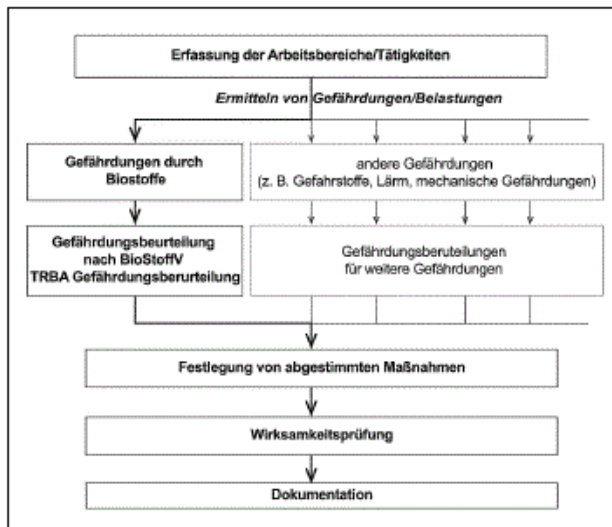 Erfassung der Arbeitsbereiche/Tätigkeiten
Ermitteln von Gefährdungen/Belastungen
Gefährdungen durch
Biostoffe
andere Gefährdungen
(z. B. Gefahrstoffe, Lärm, mechanische Gefährdungen)
Gefährdungsbeurteilung
nach BioStoffV
TRBA Gefährdungsberurteilung
Gefährdungsberuteilungen
für weitere Gefährdungen
Festlegung von abgestimmten Maßnahmen
Wirksamkeitsprüfung
Dokumentation